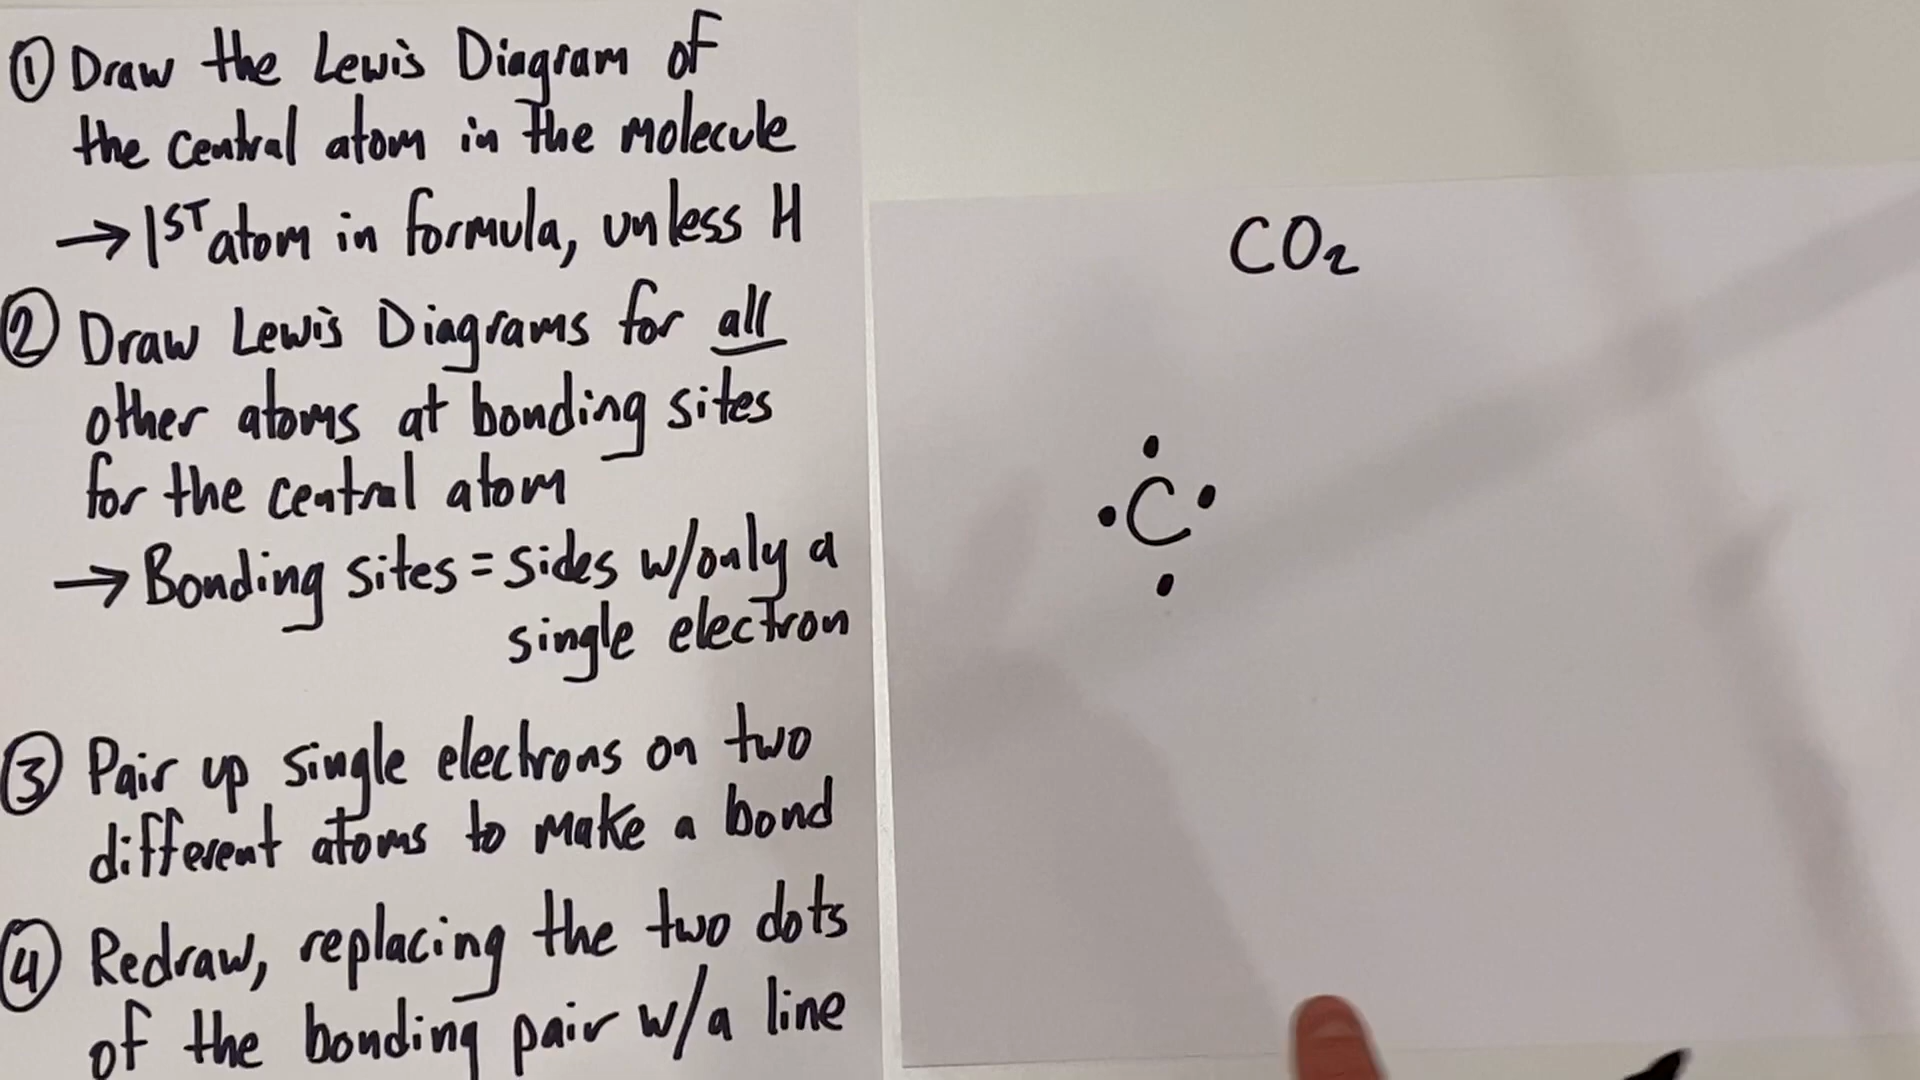 ① Draw the Lewis Diagram of
the central atom in the molecule
→ 1ST atom in formula, unless H
② Draw Lewis Diagrams for all
other atoms at bonding sites
for the central atom
→ Bonding sites = sides w/only a
single electron
③ Pair up single electrons on two
different atoms to make a bond
④ Redraw, replacing the two dots
of the bonding pair w/a line
CO₂
C